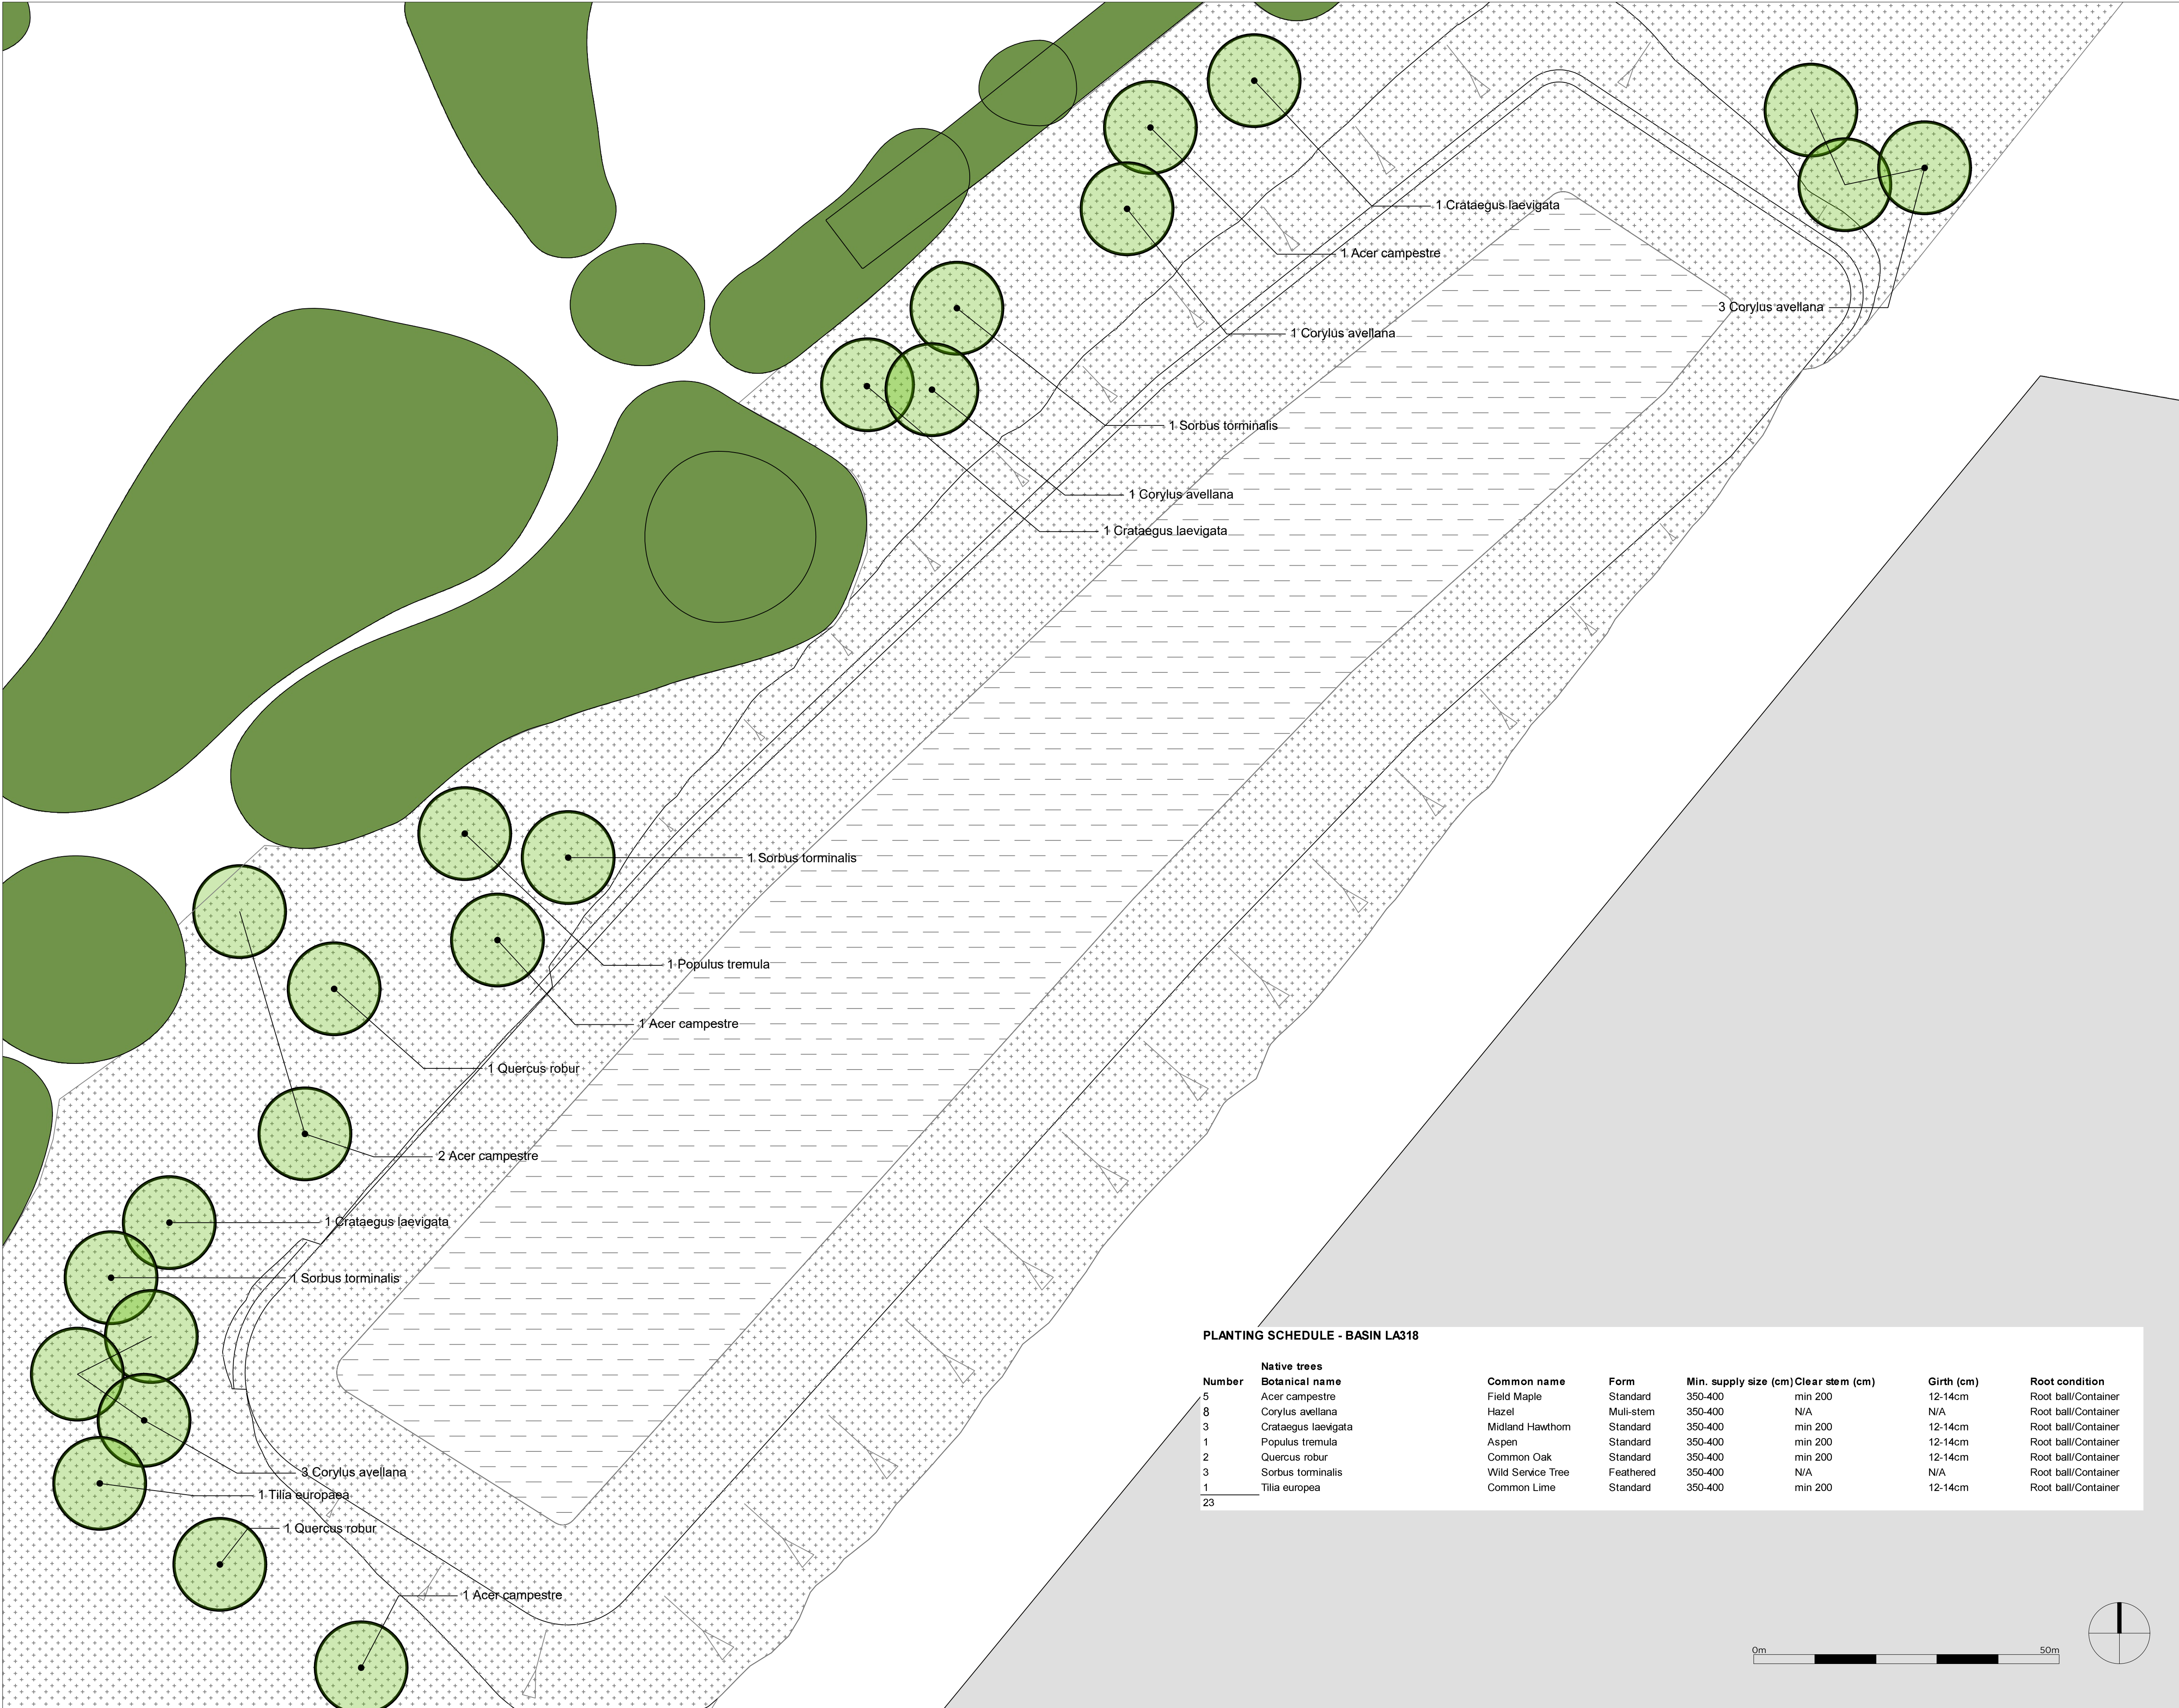 1 Crataegus laevigata
1 Acer campestre
3 Corylus avellana
1 Corylus avellana
1 Sorbus torminalis
1 Corylus avellana
1 Crataegus laevigata
1 Sorbus torminalis
1 Populus tremula
1 Acer campestre
1 Quercus robur
2 Acer campestre
1 Crataegus laevigata
1 Sorbus torminalis
3 Corylus avellana
1 Tilia europaea
1 Quercus robur
1 Acer campestre
PLANTING SCHEDULE - BASIN LA318
Native trees
Number Botanical name Common name Form Min. supply size (cm) Clear stem (cm) Girth (cm) Root condition
5 Acer campestre Field Maple Standard 350-400 min 200 12-14cm Root ball/Container
8 Corylus avellana Hazel Muli-stem 350-400 N/A N/A Root ball/Container
3 Crataegus laevigata Midland Hawthorn Standard 350-400 min 200 12-14cm Root ball/Container
1 Populus tremula Aspen Standard 350-400 min 200 12-14cm Root ball/Container
2 Quercus robur Common Oak Standard 350-400 min 200 12-14cm Root ball/Container
3 Sorbus torminalis Wild Service Tree Feathered 350-400 N/A N/A Root ball/Container
1 Tilia europea Common Lime Standard 350-400 min 200 12-14cm Root ball/Container
23
0m 50m